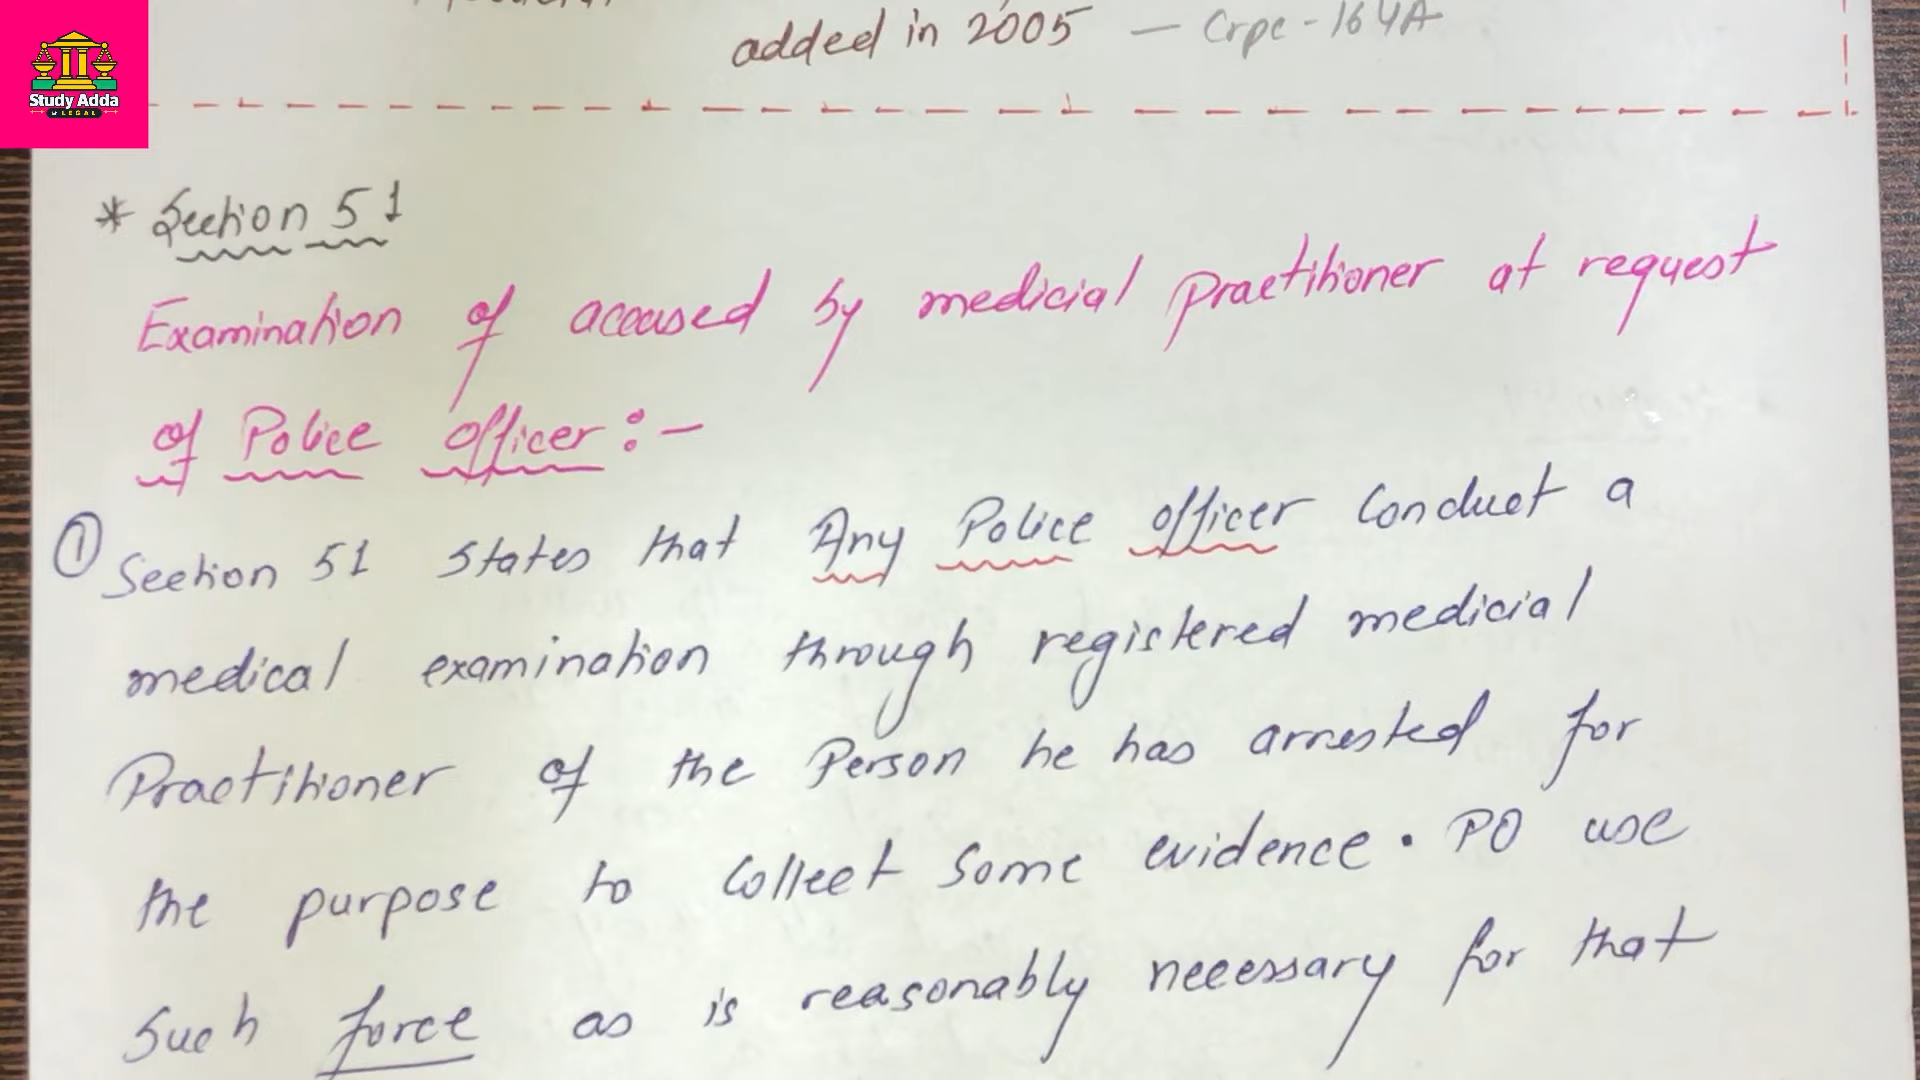 added in 2005 — Crpc - 164A
Study Adda
LEGAL
* Section 51
Examination of accused by medicial Practitioner at request
of Police officer :-
① Section 51 states that Any Police officer Conduct a
medical examination through registered medicial
Practitioner of the Person he has arrested for
the purpose to Collect Some evidence. PO use
Such force as is reasonably necessary for that